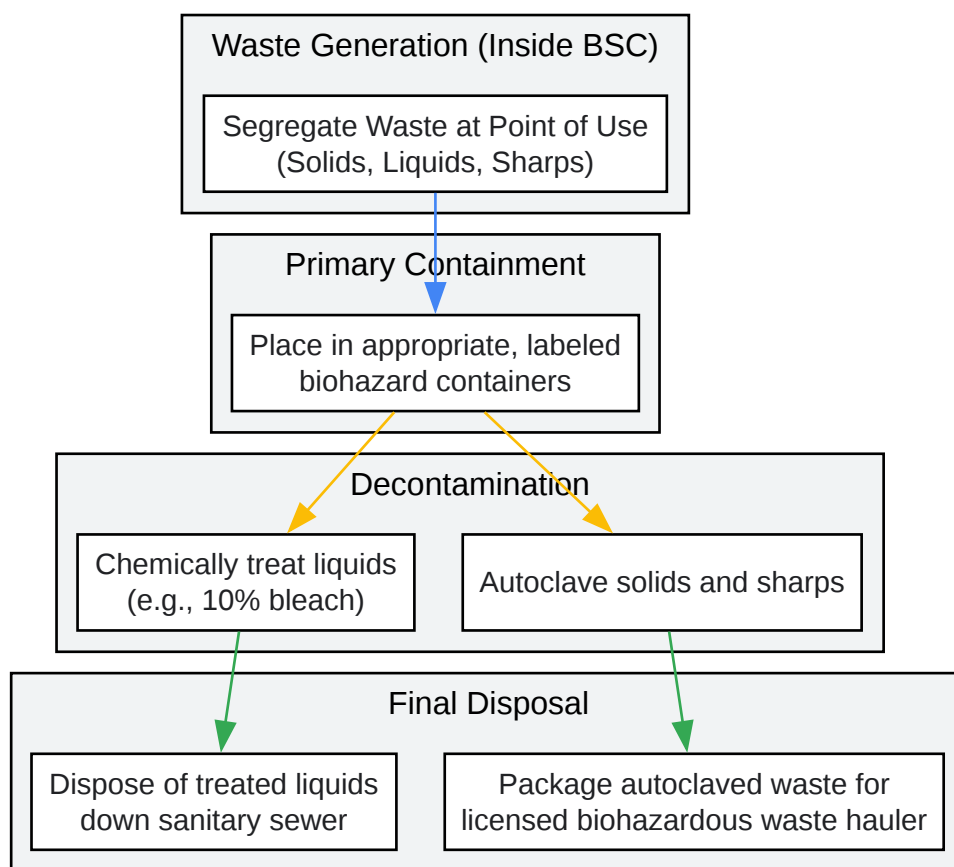 Waste Generation (Inside BSC)
Segregate Waste at Point of Use
(Solids, Liquids, Sharps)
Primary Containment
Place in appropriate, labeled
biohazard containers
Decontamination
Chemically treat liquids
(e.g., 10% bleach)
Autoclave solids and sharps
Final Disposal
Dispose of treated liquids
down sanitary sewer
Package autoclaved waste for
licensed biohazardous waste hauler